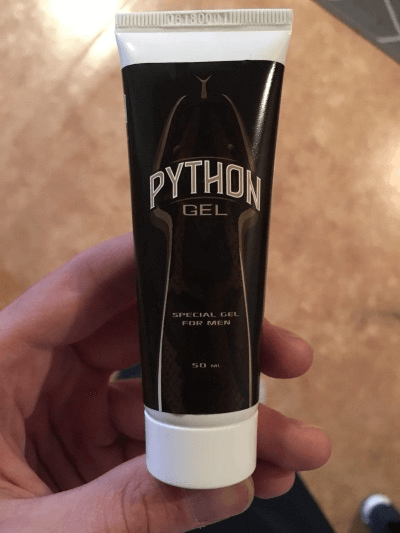 PYTHON
GEL
SPECIAL GEL
FOR MEN
50 ML